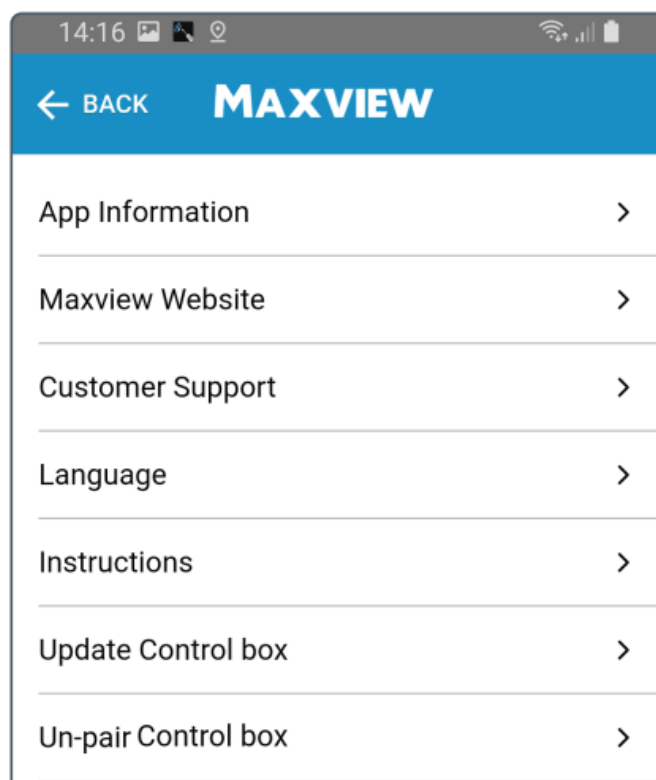 14:16
BACK MAXVIEW
App Information
Maxview Website
Customer Support
Language
Instructions
Update Control box
Un-pair Control box